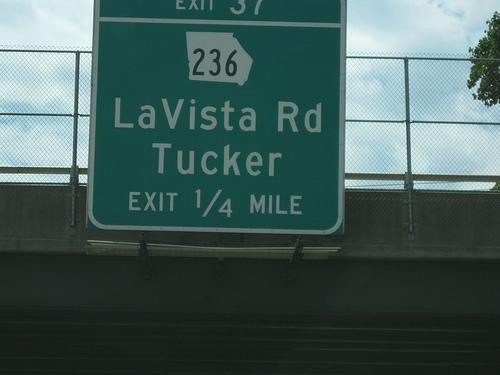 EXIT 37
236
LaVista Rd
Tucker
EXIT 1/4 MILE